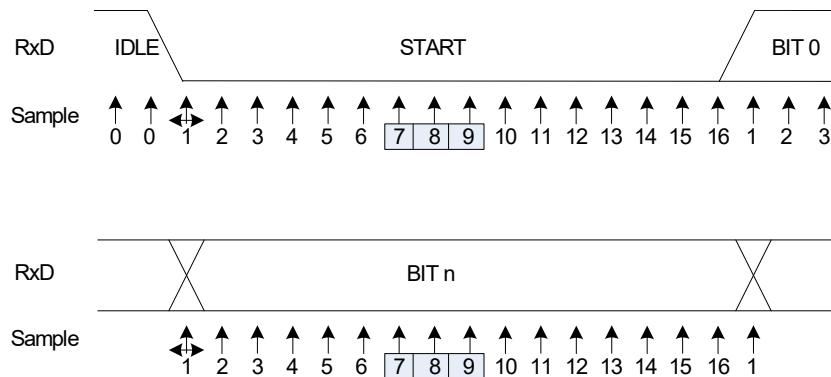 RxD IDLE START BIT 0
Sample
0 0 1 2 3 4 5 6 7 8 9 10 11 12 13 14 15 16 1 2 3
RxD BIT n
Sample
1 2 3 4 5 6 7 8 9 10 11 12 13 14 15 16 1